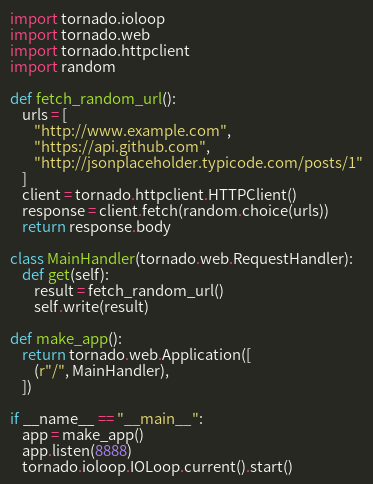 import tornado.ioloop
import tornado.web
import tornado.httpclient
import random

def fetch_random_url():
    urls = [
        "http://www.example.com",
        "https://api.github.com",
        "http://jsonplaceholder.typicode.com/posts/1"
    ]
    client = tornado.httpclient.HTTPClient()
    response = client.fetch(random.choice(urls))
    return response.body

class MainHandler(tornado.web.RequestHandler):
    def get(self):
        result = fetch_random_url()
        self.write(result)

def make_app():
    return tornado.web.Application([
        (r"/", MainHandler),
    ])

if __name__ == "__main__":
    app = make_app()
    app.listen(8888)
    tornado.ioloop.IOLoop.current().start()